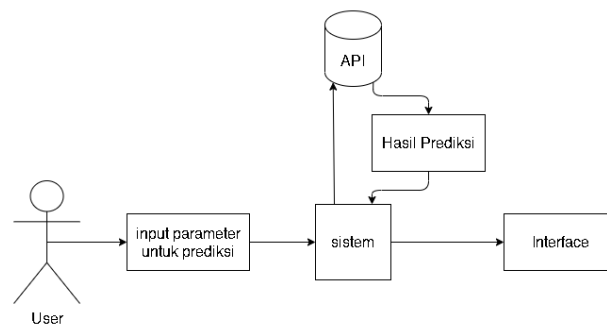 API
Hasil Prediksi
input parameter
untuk prediksi
sistem
Interface
User